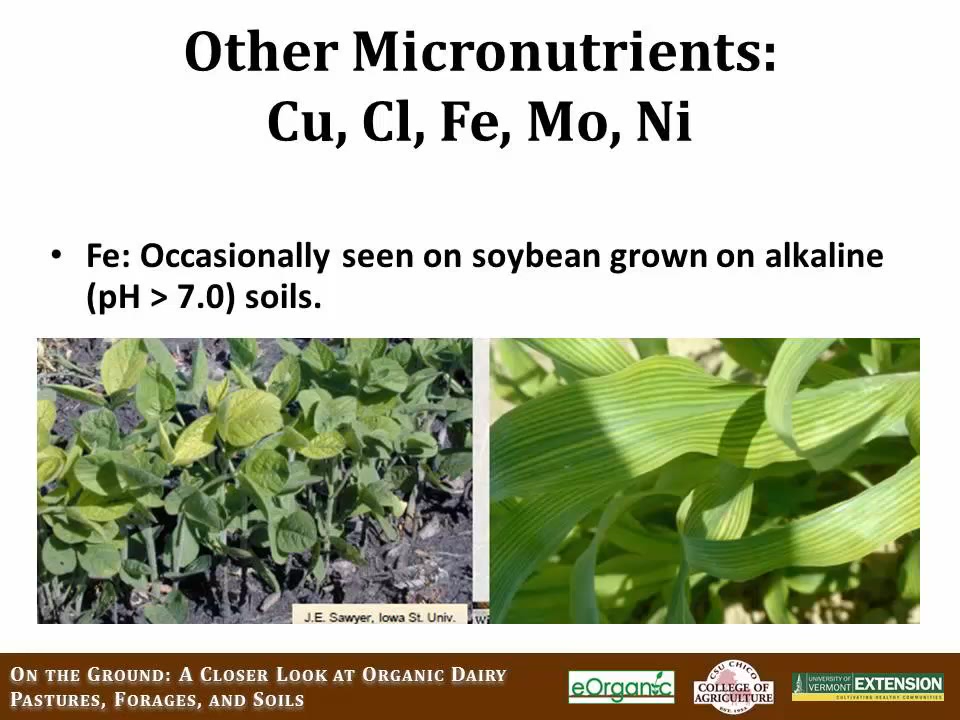 Other Micronutrients:
Cu, Cl, Fe, Mo, Ni
• Fe: Occasionally seen on soybean grown on alkaline
(pH > 7.0) soils.
J.E. Sawyer, Iowa St. Univ.
ON THE GROUND: A CLOSER LOOK AT ORGANIC DAIRY
PASTURES, FORAGES, AND SOILS
eOrganic
CSU CHICO
COLLEGE OF
AGRICULTURE
EST. 1952
UNIVERSITY OF
VERMONT
EXTENSION
CULTIVATING HEALTHY COMMUNITIES